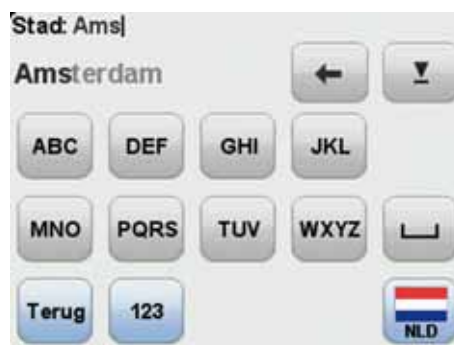 Stad: Ams
Amsterdam
ABC DEF GHI JKL
MNO PQRS TUV WXYZ
Terug 123 NLD